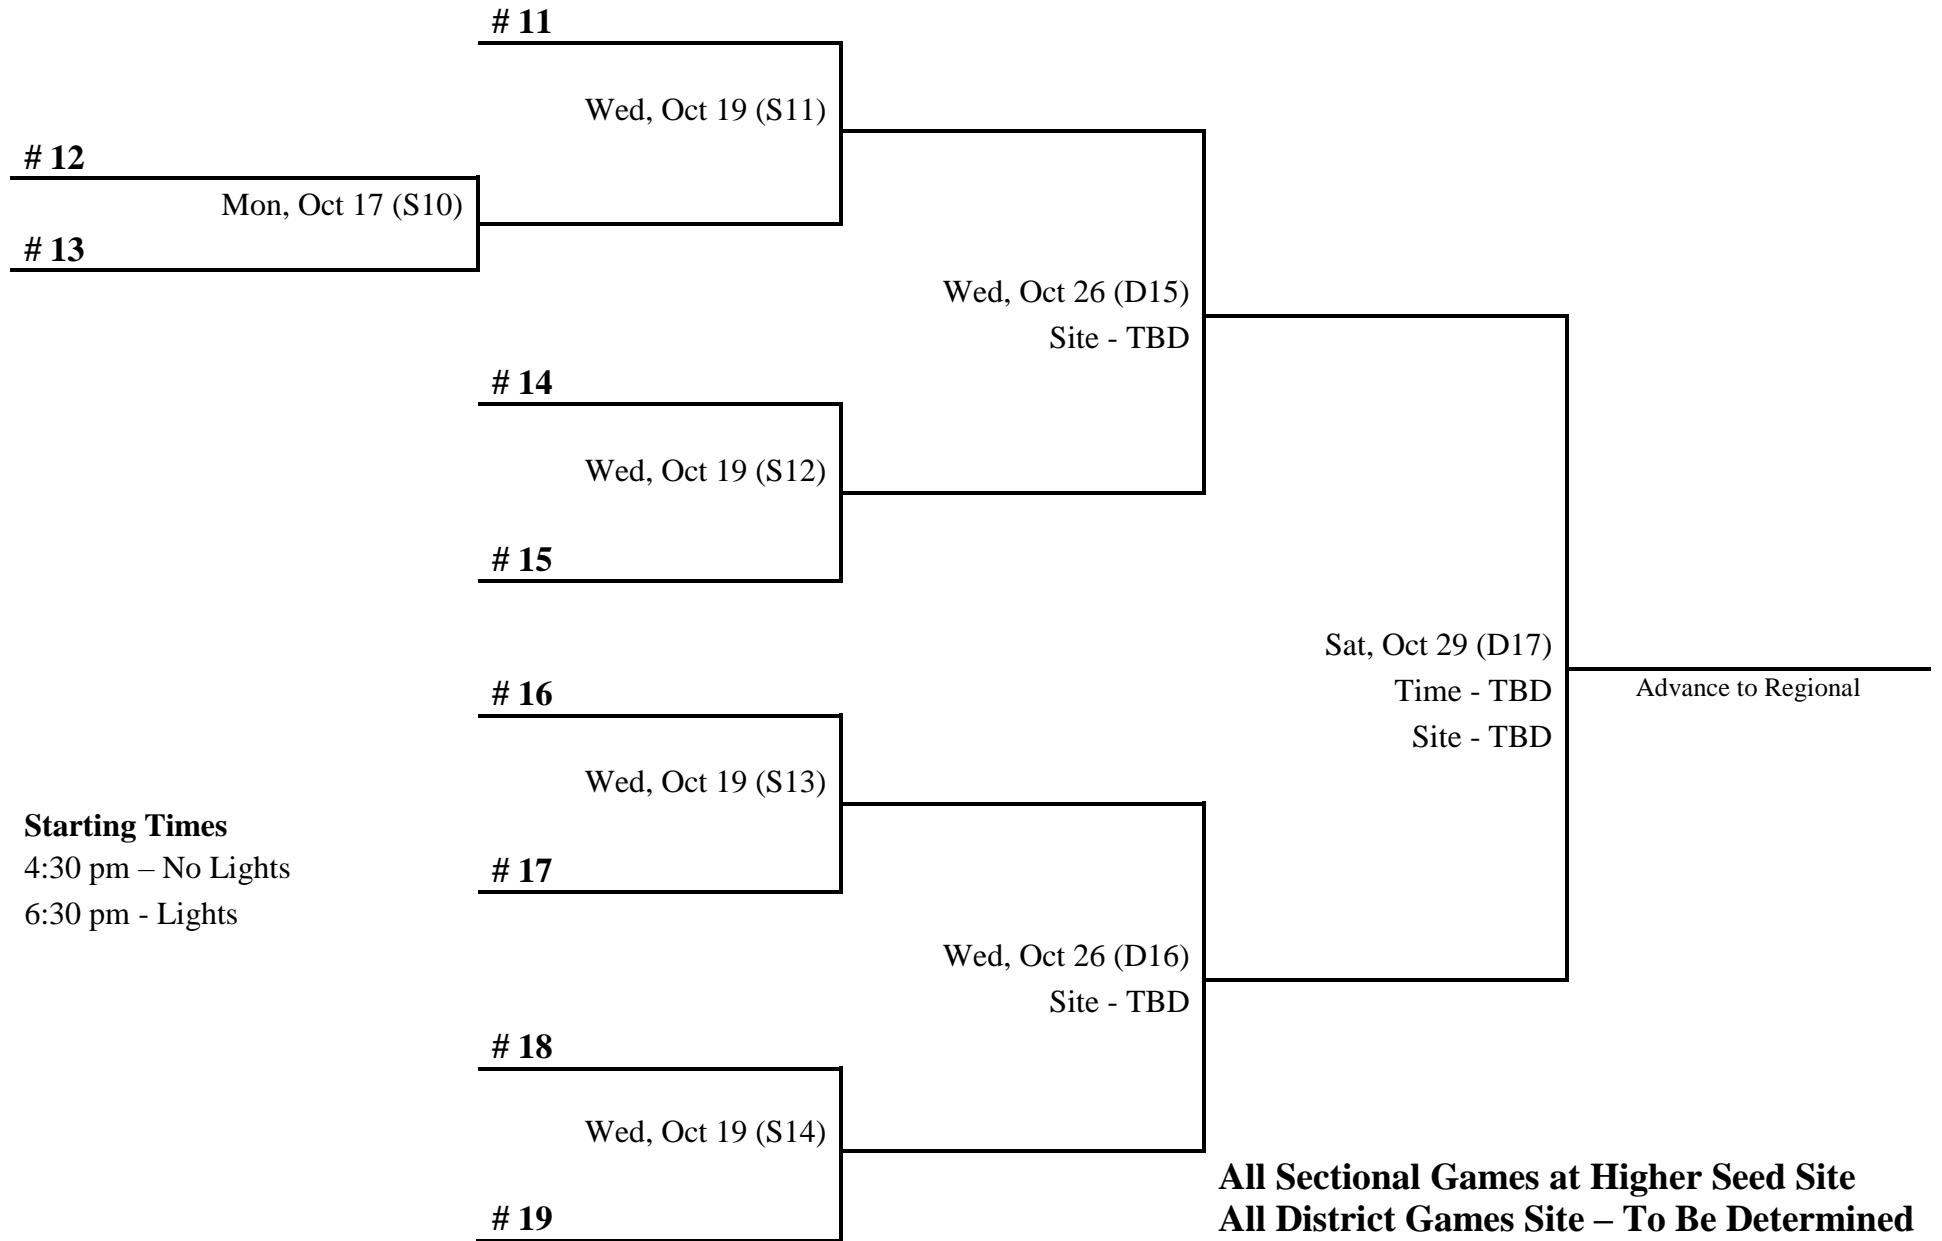 # 11
Wed, Oct 19 (S11)
# 12
Mon, Oct 17 (S10)
# 13
Wed, Oct 26 (D15)
Site - TBD
# 14
Wed, Oct 19 (S12)
# 15
Sat, Oct 29 (D17)
Time - TBD
Site - TBD
Advance to Regional
# 16
Wed, Oct 19 (S13)
# 17
Starting Times
4:30 pm – No Lights
6:30 pm - Lights
Wed, Oct 26 (D16)
Site - TBD
# 18
Wed, Oct 19 (S14)
# 19
All Sectional Games at Higher Seed Site
All District Games Site – To Be Determined